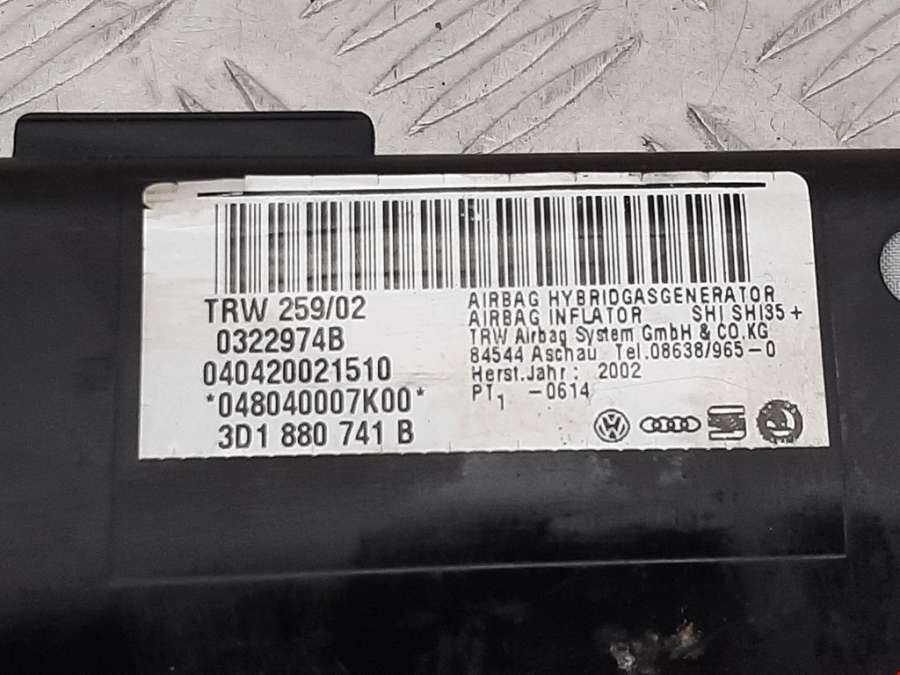 TRW 259/02
0322974B
040420021510
*048040007K00*
3D1 880 741 B
AIRBAG HYBRIDGASGENERATOR
AIRBAG INFLATOR SHI SHI35+
TRW Airbag System GmbH & CO.KG
84544 Aschau Tel.08638/965-0
Herst.Jahr: 2002
PT1 -0614